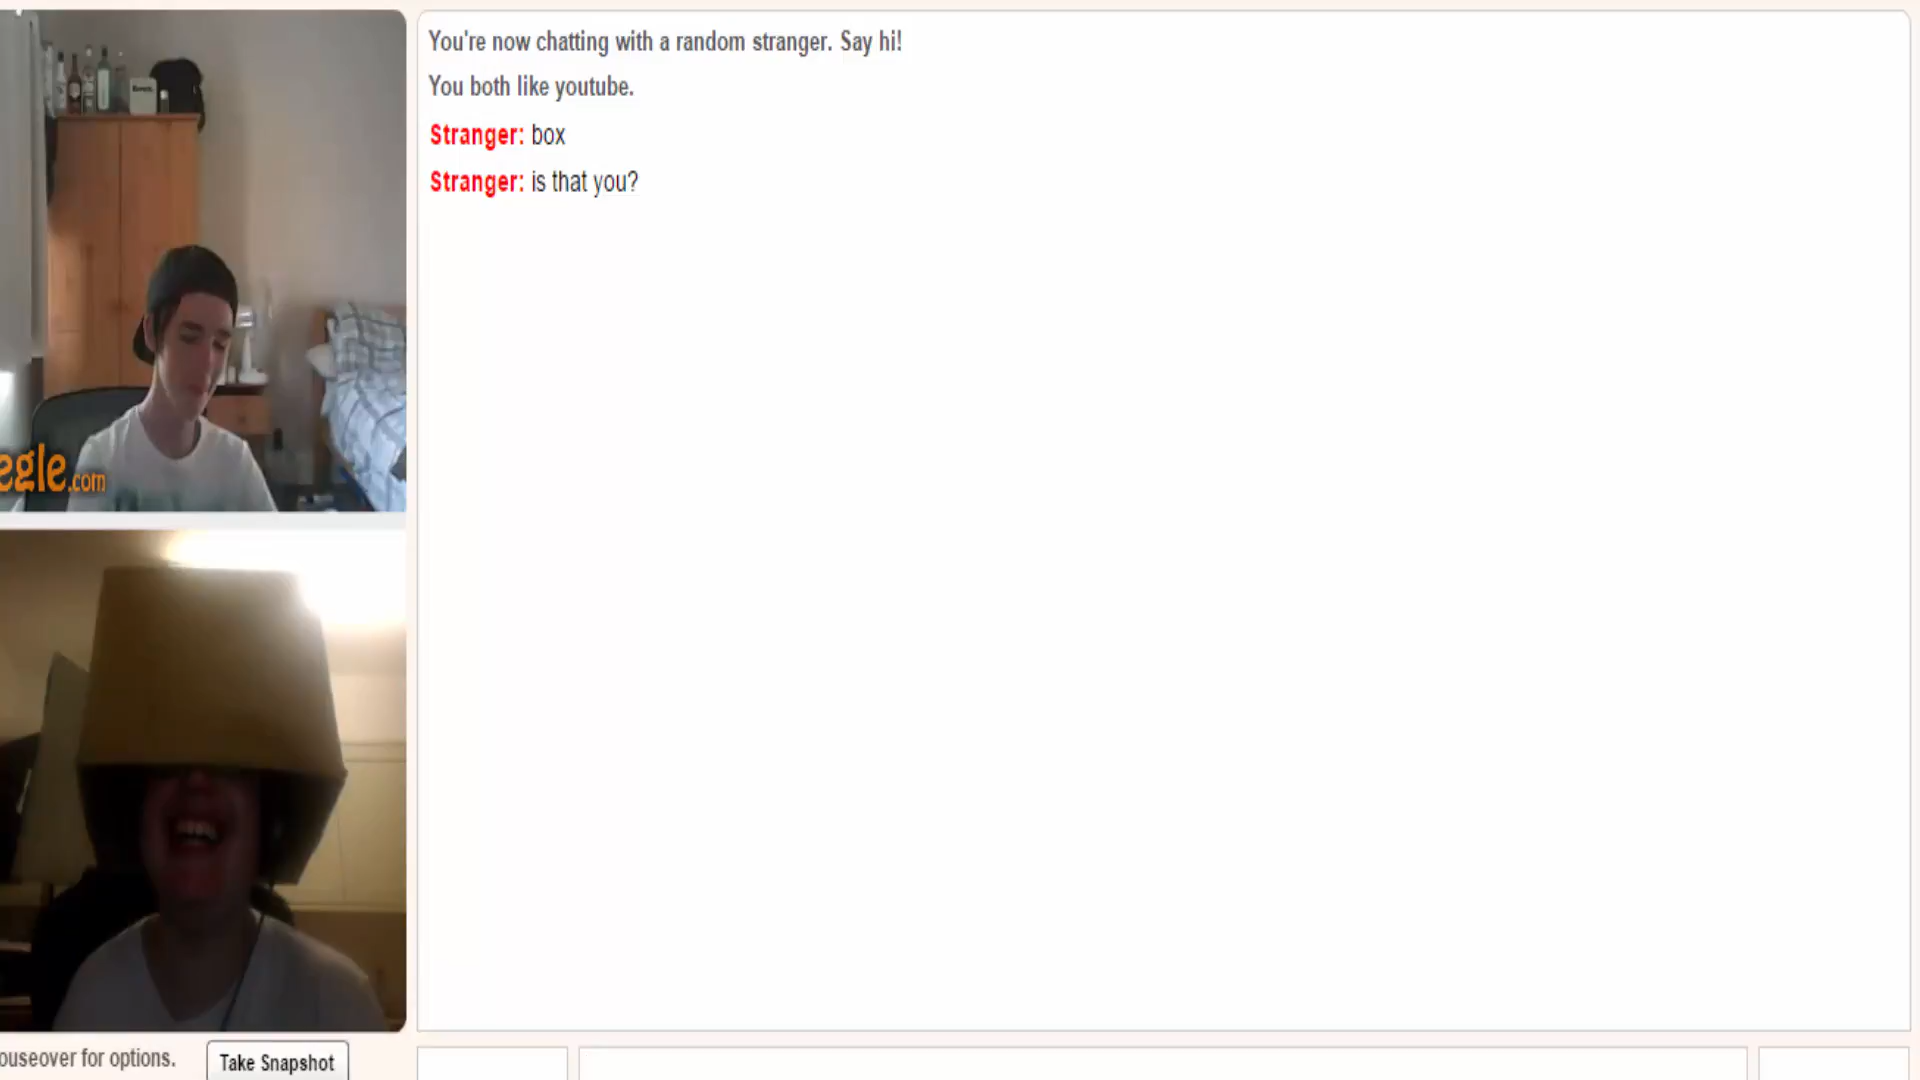 You're now chatting with a random stranger. Say hi!
You both like youtube.
Stranger: box
Stranger: is that you?
egle.com
ouseover for options.
Take Snapshot